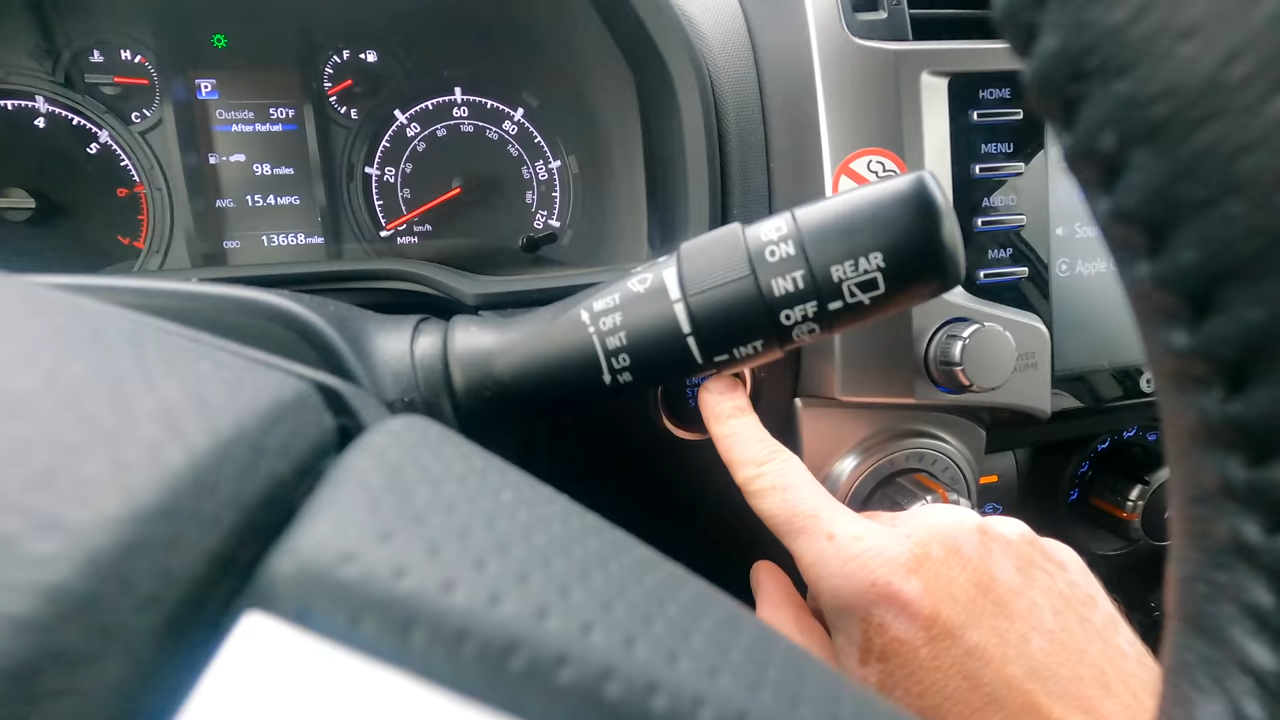 H
C
4
5
6
7
P
Outside 50°F
After Refuel
98 miles
AVG. 15.4 MPG
ODO 13668 miles
F
E
20
40
60
80
100
120
20
40
60
80
100
120
140
160
180
km/h
MPH
MIST
OFF
INT
LO
HI
INT
ON
INT
OFF
REAR
HOME
MENU
AUDIO
MAP
Apple